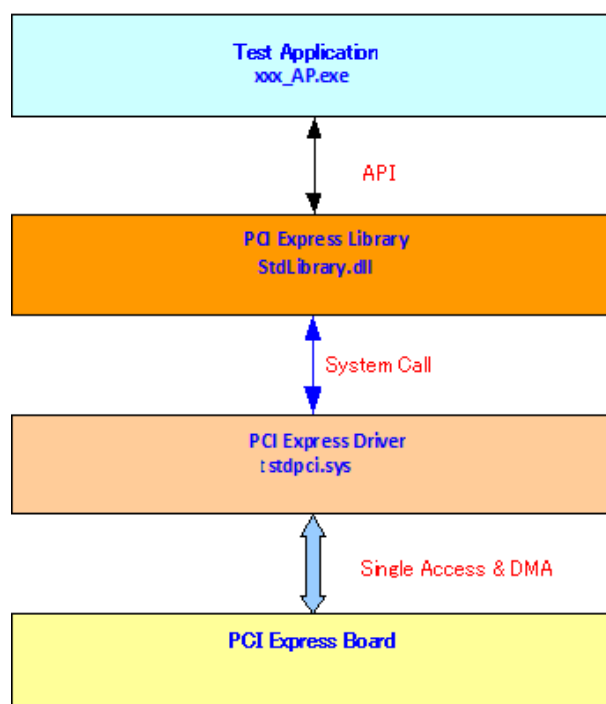 Test Application
xxx_AP.exe
API
PCI Express Library
StdLibrary.dll
System Call
PCI Express Driver
tstdpci.sys
Single Access & DMA
PCI Express Board